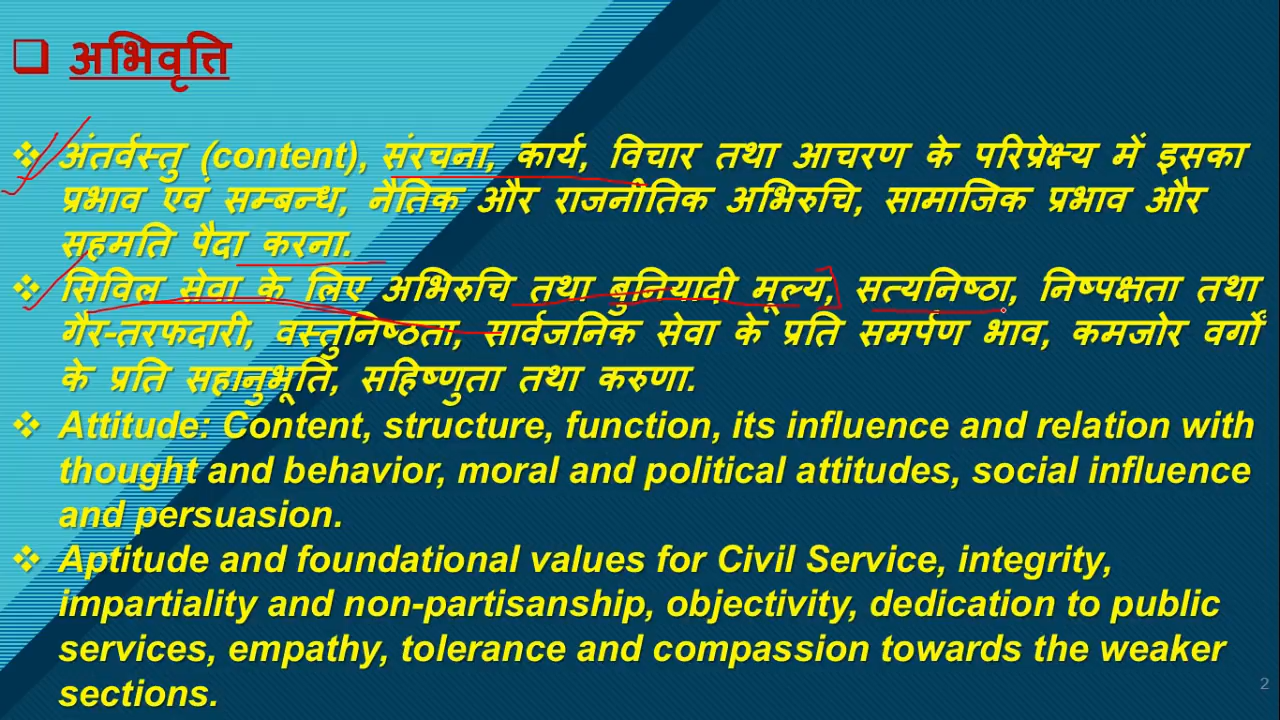 अभिवृत्ति
अंतर्वस्तु (content), संरचना, कार्य, विचार तथा आचरण के परिप्रेक्ष्य में इसका
प्रभाव एवं सम्बन्ध, नैतिक और राजनीतिक अभिरुचि, सामाजिक प्रभाव और
सहमति पैदा करना.
सिविल सेवा के लिए अभिरुचि तथा बुनियादी मूल्य, सत्यनिष्ठा, निष्पक्षता तथा
गैर-तरफदारी, वस्तुनिष्ठता, सार्वजनिक सेवा के प्रति समर्पण भाव, कमजोर वर्गों
के प्रति सहानुभूति, सहिष्णुता तथा करुणा.
Attitude: Content, structure, function, its influence and relation with
thought and behavior, moral and political attitudes, social influence
and persuasion.
Aptitude and foundational values for Civil Service, integrity,
impartiality and non-partisanship, objectivity, dedication to public
services, empathy, tolerance and compassion towards the weaker
sections.
2